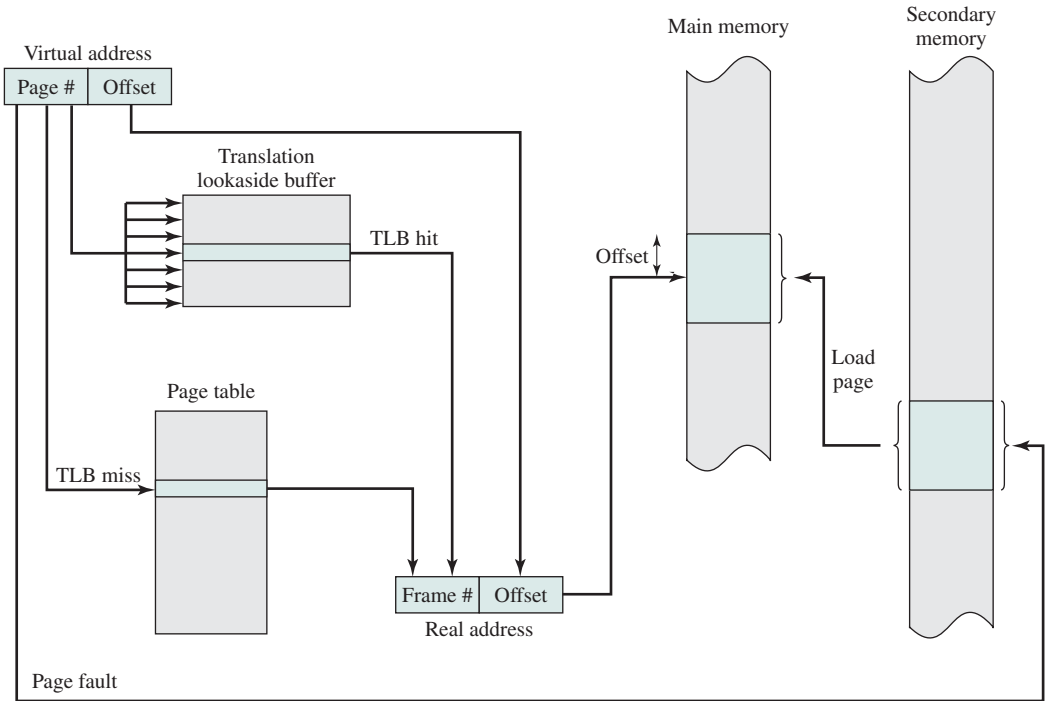 Main memory
Secondary
memory
Virtual address
Page #
Offset
Translation
lookaside buffer
TLB hit
Offset
Load
page
Page table
TLB miss
Frame #
Offset
Real address
Page fault